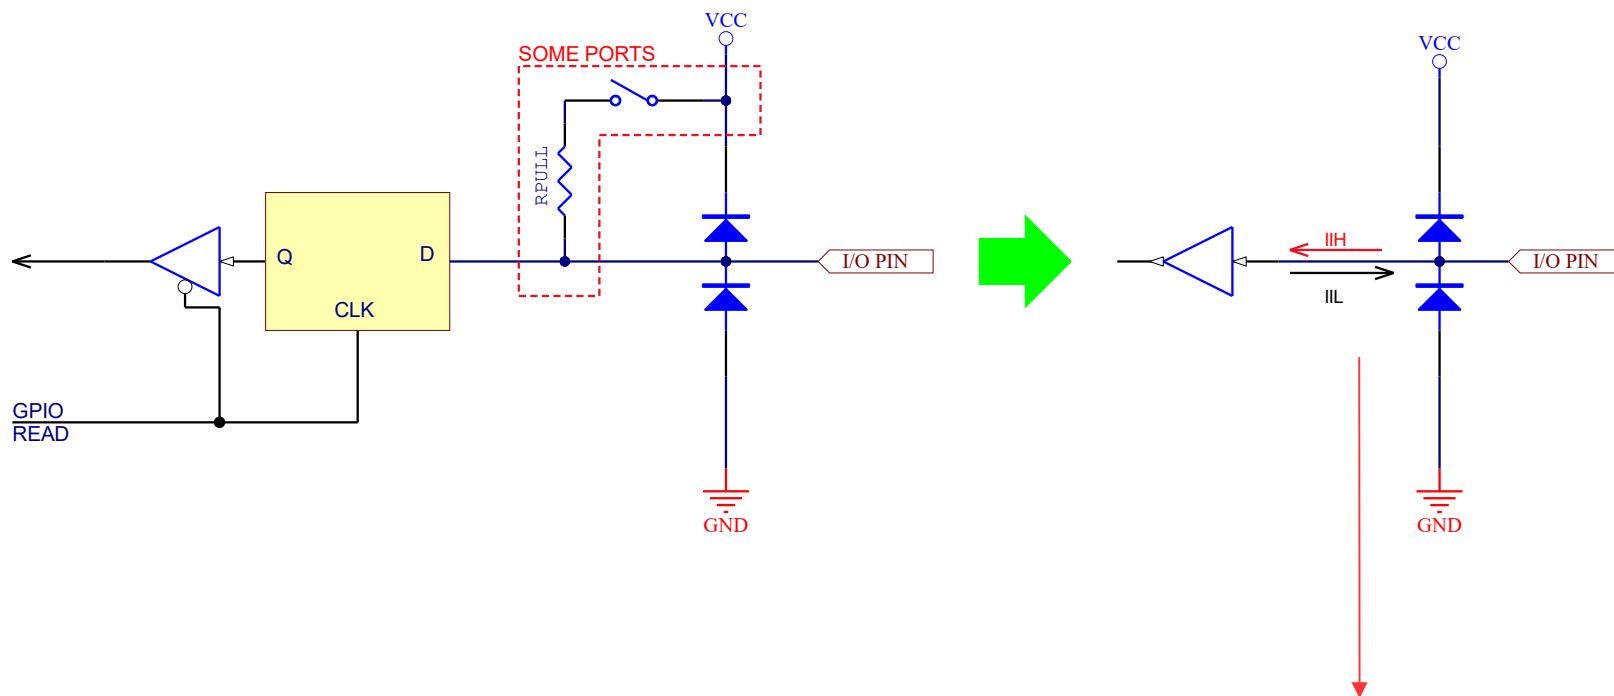 VCC
SOME PORTS
RPULL
Q
D
CLK
I/O PIN
GPIO
READ
GND
VCC
IIH
IIL
I/O PIN
GND